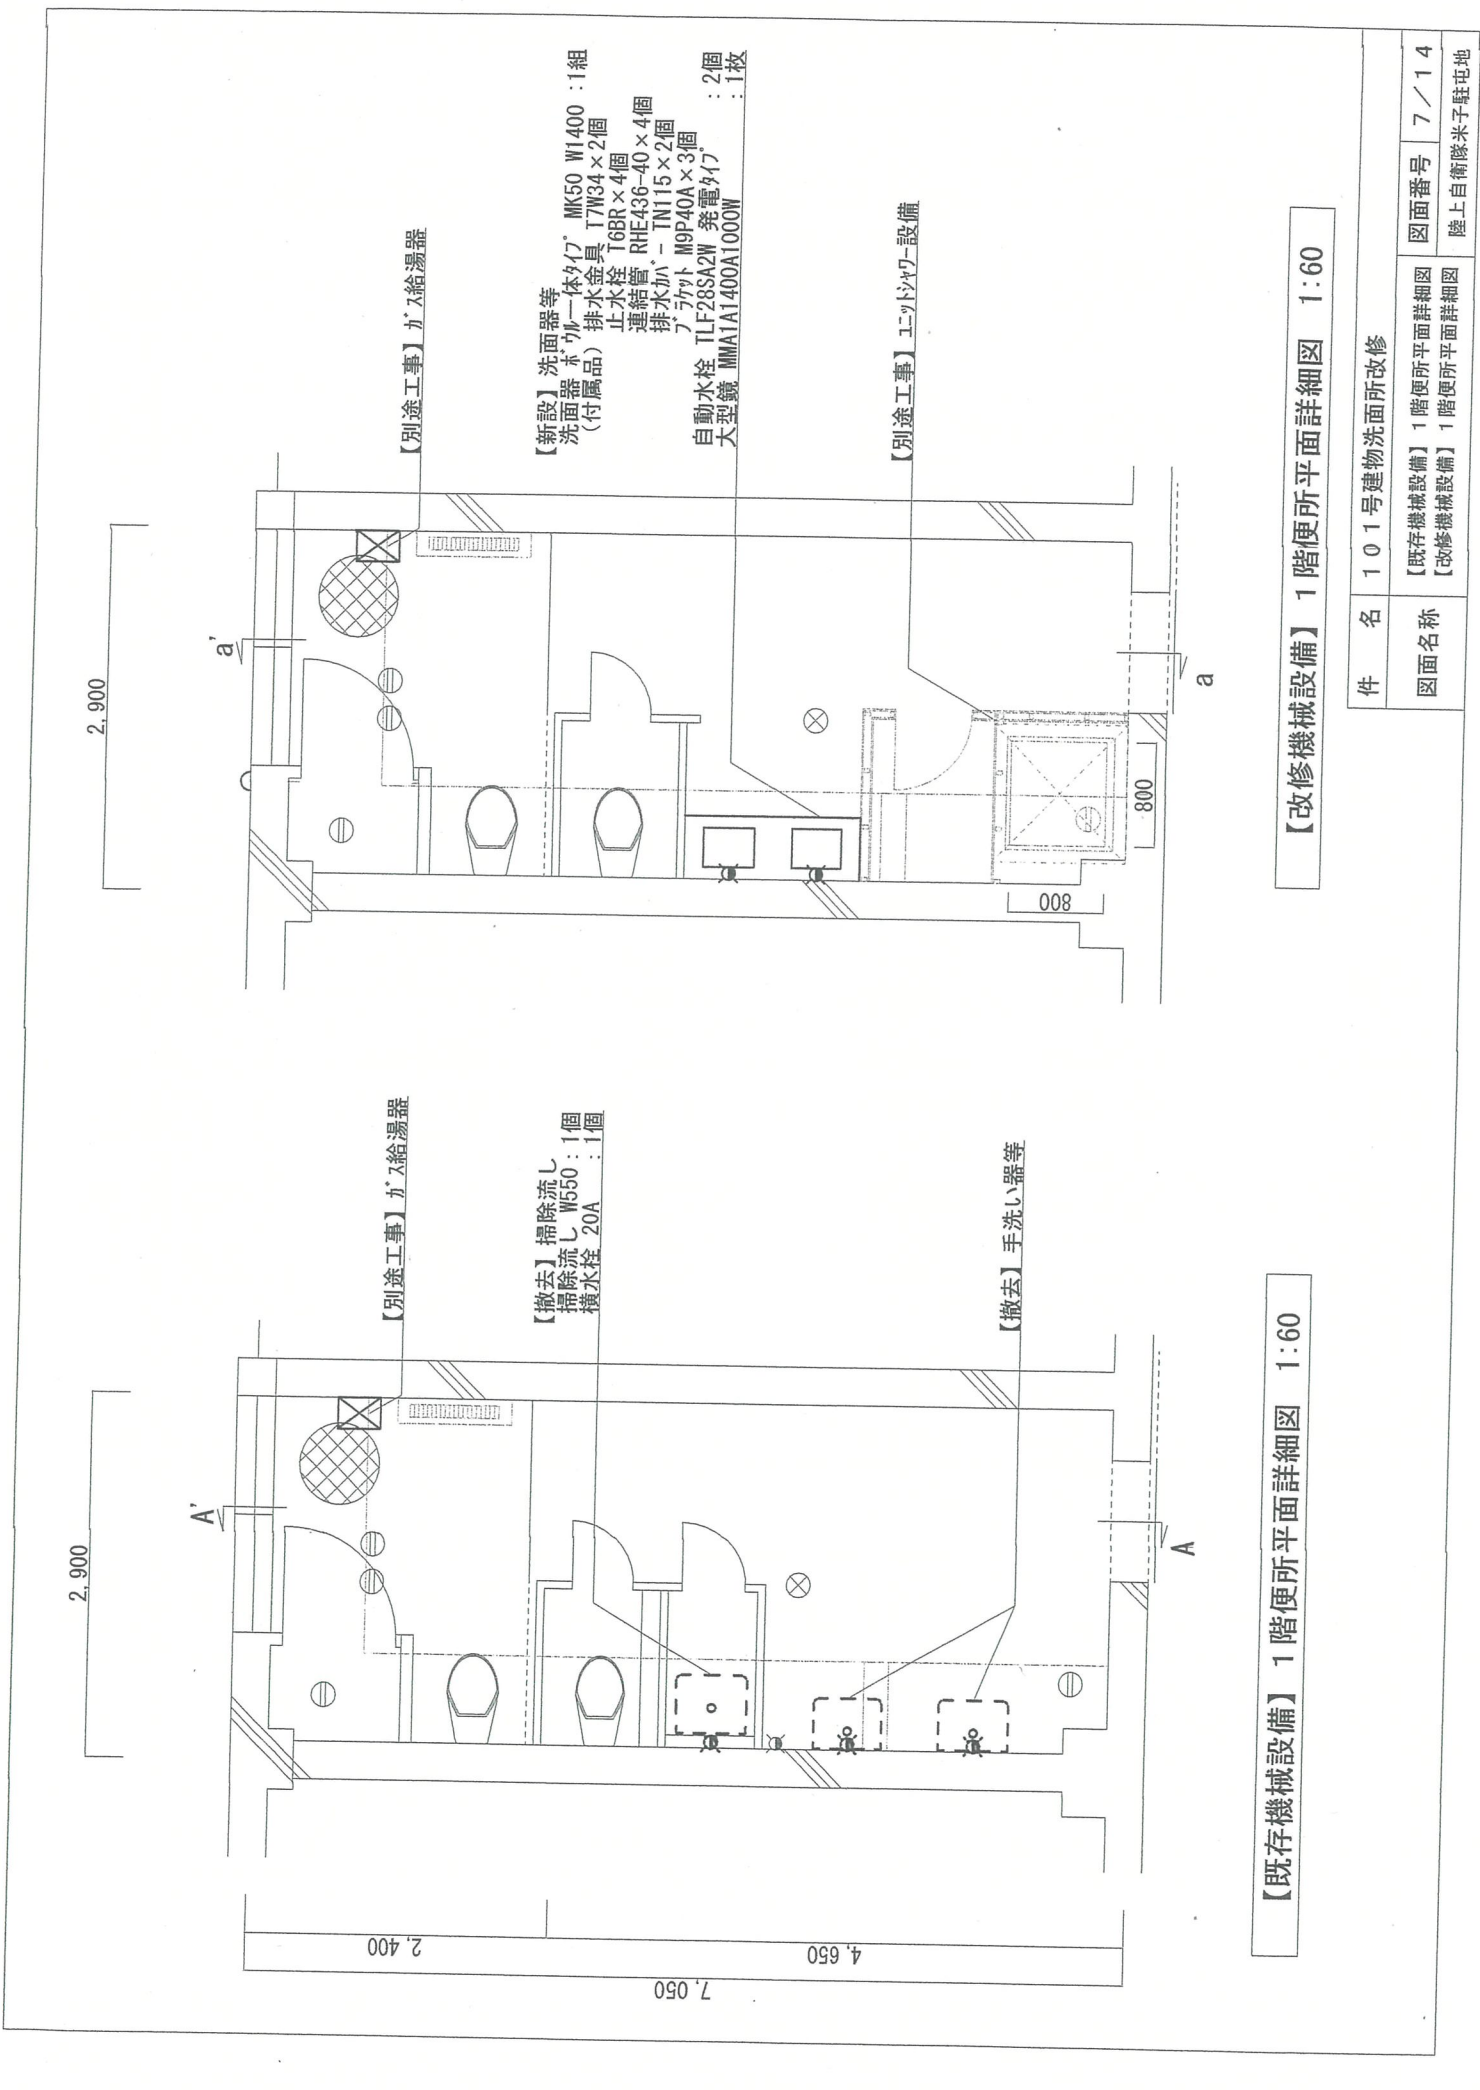 2,900
7,050
2,400
4,650
A'
A
【別途工事】ｶﾞｽ給湯器
【撤去】掃除流し
掃除流し W550 : 1個
横水栓 20A : 1個
【撤去】手洗い器等
【既存機械設備】１階便所平面詳細図 1:60
2,900
a'
a
800
800
【別途工事】ｶﾞｽ給湯器
【新設】洗面器等
洗面器 ﾎﾞｳﾙ一体ﾀｲﾌﾟ MK50 W1400 : 1組
（付属品）排水金具 T7W34×2個
止水栓 T6BR×4個
連結管 RHE436-40×4個
排水ｶﾊﾞｰ TN115×2個
ﾌﾞﾗｹｯﾄ M9P40A×3個
自動水栓 TLF28SA2W 発電ﾀｲﾌﾟ : 2個
大型鏡 MMA1A1400A1000W : 1枚
【別途工事】ﾕﾆｯﾄｼｬﾜｰ設備
【改修機械設備】１階便所平面詳細図 1:60
件 名 １０１号建物洗面所改修
図面名称 【既存機械設備】１階便所平面詳細図
【改修機械設備】１階便所平面詳細図
図面番号 ７／１４
陸上自衛隊米子駐屯地